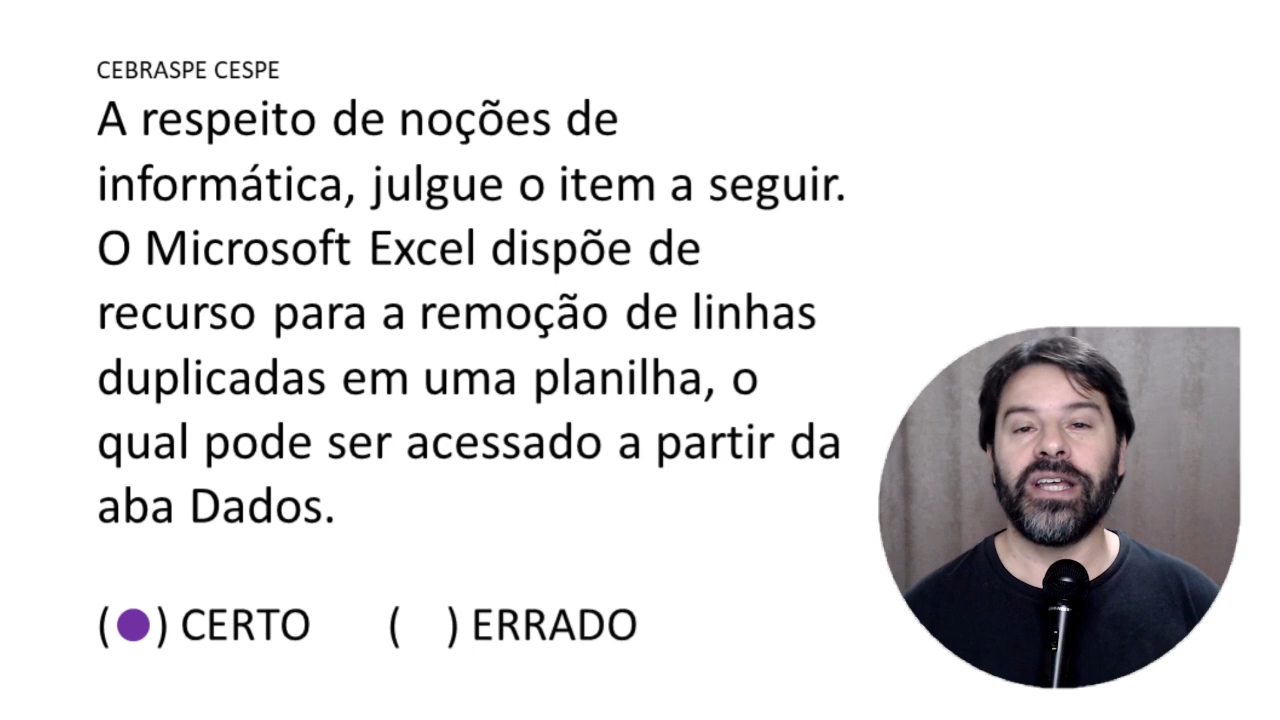 CEBRASPE CESPE
A respeito de noções de
informática, julgue o item a seguir.
O Microsoft Excel dispõe de
recurso para a remoção de linhas
duplicadas em uma planilha, o
qual pode ser acessado a partir da
aba Dados.
(●) CERTO ( ) ERRADO